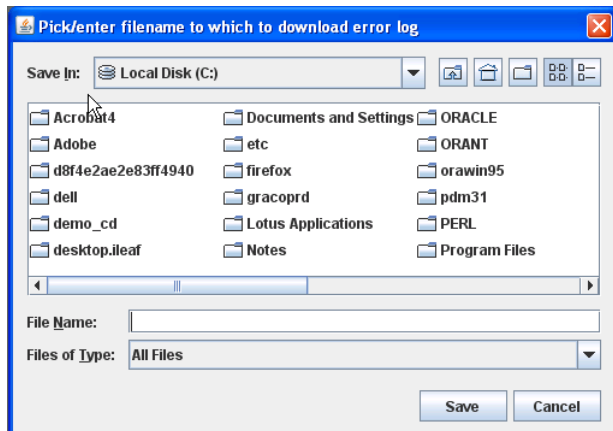 Pick/enter filename to which to download error log
Save In: Local Disk (C:)
Acrobat4 Documents and Settings ORACLE
Adobe etc ORANT
d8f4e2ae2e83ff4940 firefox orawin95
dell gracoprd pdm31
demo_cd Lotus Applications PERL
desktop.ileaf Notes Program Files
File Name:
Files of Type: All Files
Save Cancel